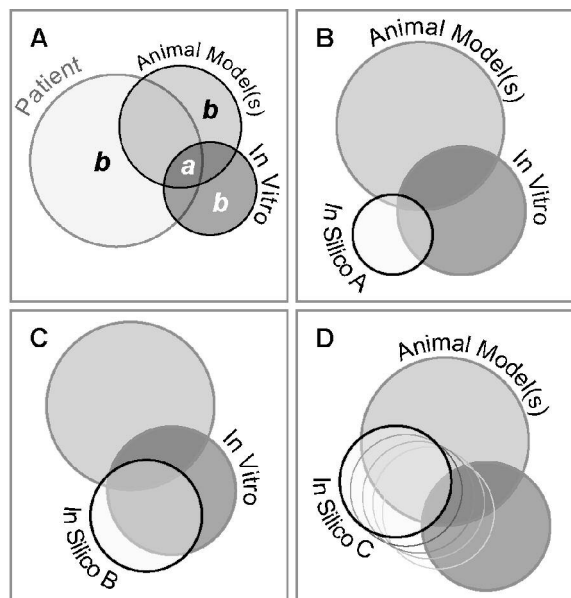 A
Patient
Animal Model(s)
In Vitro
b
b
a
b
B
Animal Model(s)
In Vitro
In Silico A
C
In Vitro
In Silico B
D
Animal Model(s)
In Silico C